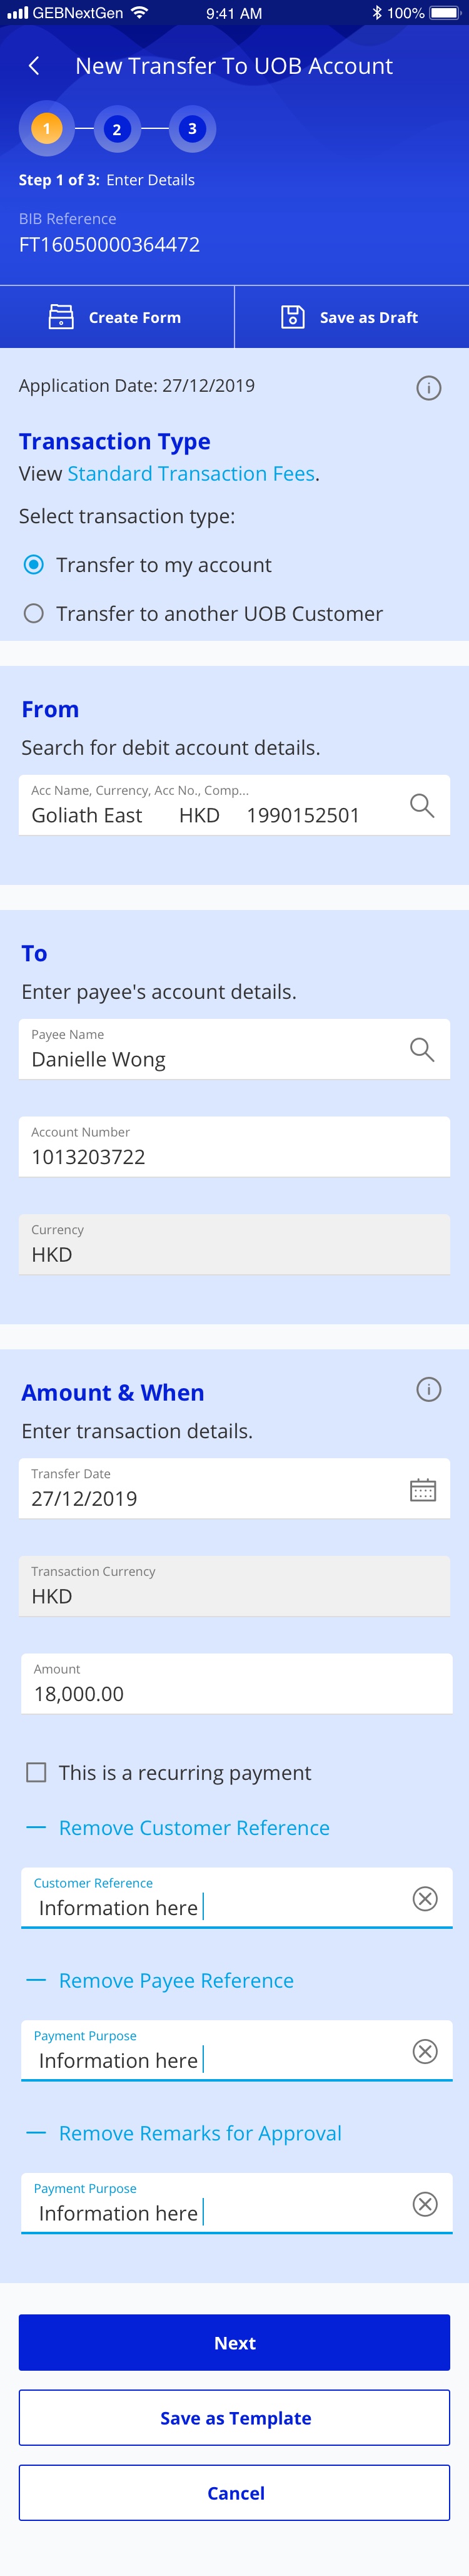 GEBNextGen 9:41 AM 100%
New Transfer To UOB Account
1 2 3
Step 1 of 3: Enter Details
BIB Reference
FT16050000364472
Create Form Save as Draft
Application Date: 27/12/2019
Transaction Type
View Standard Transaction Fees.
Select transaction type:
Transfer to my account
Transfer to another UOB Customer
From
Search for debit account details.
Acc Name, Currency, Acc No., Comp...
Goliath East HKD 1990152501
To
Enter payee's account details.
Payee Name
Danielle Wong
Account Number
1013203722
Currency
HKD
Amount & When
Enter transaction details.
Transfer Date
27/12/2019
Transaction Currency
HKD
Amount
18,000.00
This is a recurring payment
Remove Customer Reference
Customer Reference
Information here
Remove Payee Reference
Payment Purpose
Information here
Remove Remarks for Approval
Payment Purpose
Information here
Next
Save as Template
Cancel